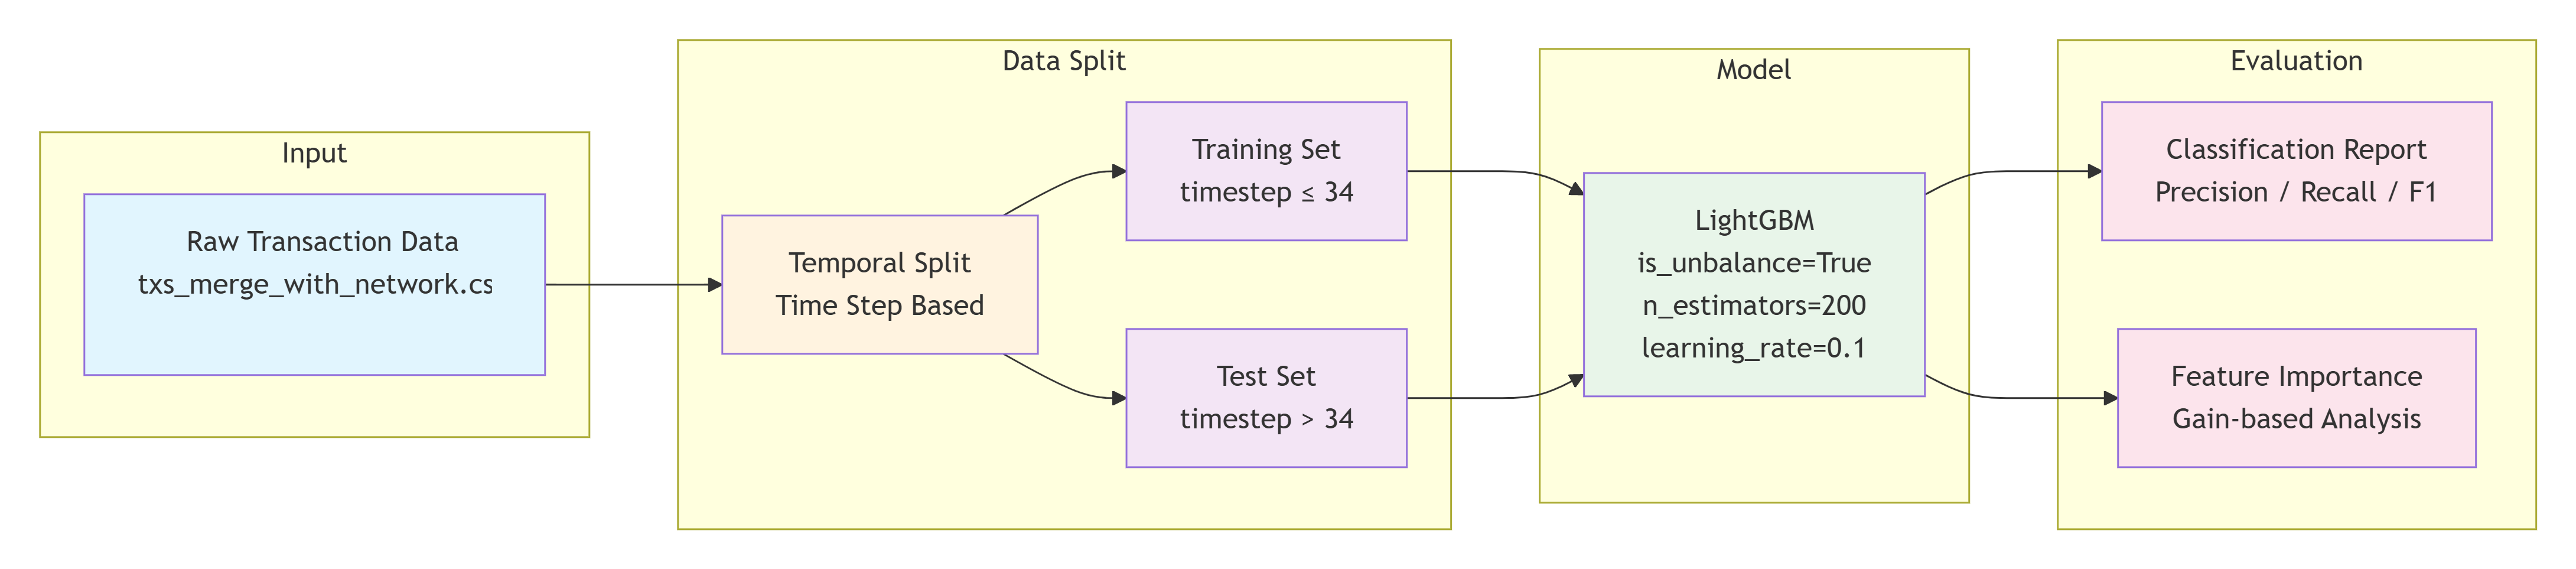 Input
Raw Transaction Data
txs_merge_with_network.cs
Data Split
Temporal Split
Time Step Based
Training Set
timestep ≤ 34
Test Set
timestep > 34
Model
LightGBM
is_unbalance=True
n_estimators=200
learning_rate=0.1
Evaluation
Classification Report
Precision / Recall / F1
Feature Importance
Gain-based Analysis